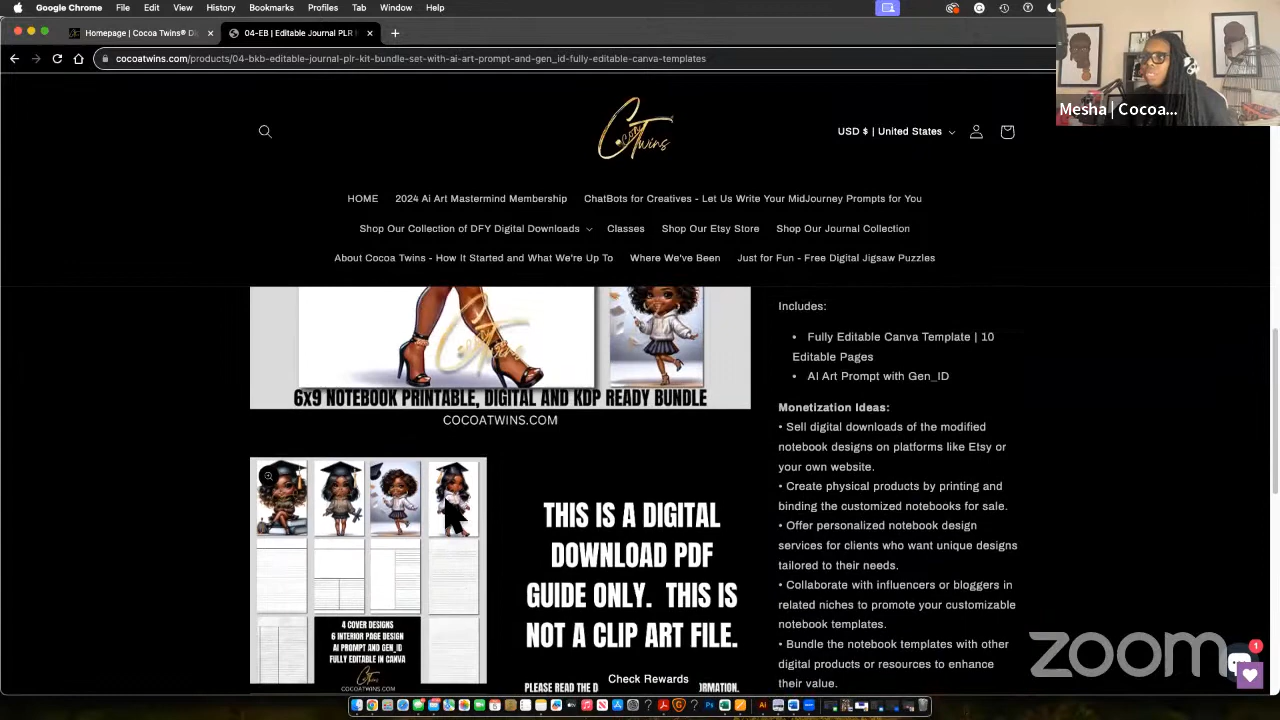 Google Chrome File Edit View History Bookmarks Profiles Tab Window Help
Homepage | Cocoa Twins® Di
04-EB | Editable Journal PLR
cocoatwins.com/products/04-bkb-editable-journal-plr-kit-bundle-set-with-ai-art-prompt-and-gen_id-fully-editable-canva-templates
Mesha | Cocoa...
Twins
USD $ | United States
HOME 2024 Ai Art Mastermind Membership ChatBots for Creatives - Let Us Write Your MidJourney Prompts for You
Shop Our Collection of DFY Digital Downloads Classes Shop Our Etsy Store Shop Our Journal Collection
About Cocoa Twins - How It Started and What We're Up To Where We've Been Just for Fun - Free Digital Jigsaw Puzzles
6X9 NOTEBOOK PRINTABLE, DIGITAL AND KDP READY BUNDLE
COCOATWINS.COM
4 COVER DESIGNS
6 INTERIOR PAGE DESIGN
AI PROMPT AND GEN_ID
FULLY EDITABLE IN CANVA
COCOATWINS.COM
THIS IS A DIGITAL
DOWNLOAD PDF
GUIDE ONLY. THIS IS
NOT A CLIP ART FILE.
PLEASE READ THE D
RMATION.
Check Rewards
Includes:
• Fully Editable Canva Template | 10
Editable Pages
• AI Art Prompt with Gen_ID
Monetization Ideas:
• Sell digital downloads of the modified
notebook designs on platforms like Etsy or
your own website.
• Create physical products by printing and
binding the customized notebooks for sale.
• Offer personalized notebook design
services for clients who want unique designs
tailored to their needs.
• Collaborate with influencers or bloggers in
related niches to promote your customizable
notebook templates.
• Bundle the notebook templates with other
digital products or resources to enhance
their value.
zoom
1